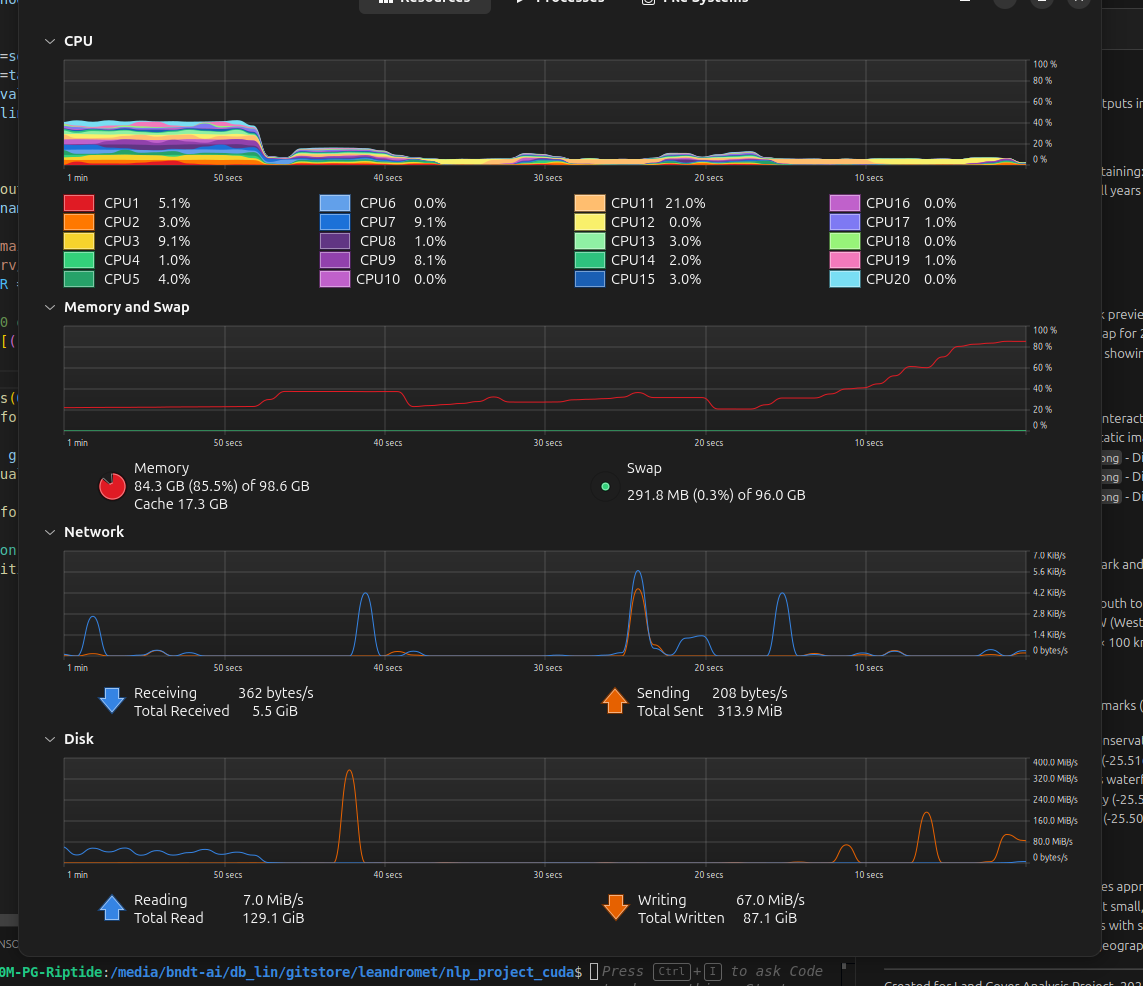 Resources Processes File Systems
CPU
100 %
80 %
60 %
40 %
20 %
0 %
1 min 50 secs 40 secs 30 secs 20 secs 10 secs
CPU1 5.1% CPU6 0.0% CPU11 21.0% CPU16 0.0%
CPU2 3.0% CPU7 9.1% CPU12 0.0% CPU17 1.0%
CPU3 9.1% CPU8 1.0% CPU13 3.0% CPU18 0.0%
CPU4 1.0% CPU9 8.1% CPU14 2.0% CPU19 1.0%
CPU5 4.0% CPU10 0.0% CPU15 3.0% CPU20 0.0%
Memory and Swap
100 %
80 %
60 %
40 %
20 %
0 %
1 min 50 secs 40 secs 30 secs 20 secs 10 secs
Memory
84.3 GB (85.5%) of 98.6 GB
Cache 17.3 GB
Swap
291.8 MB (0.3%) of 96.0 GB
Network
7.0 KiB/s
5.6 KiB/s
4.2 KiB/s
2.8 KiB/s
1.4 KiB/s
0 bytes/s
1 min 50 secs 40 secs 30 secs 20 secs 10 secs
Receiving 362 bytes/s
Total Received 5.5 GiB
Sending 208 bytes/s
Total Sent 313.9 MiB
Disk
400.0 MiB/s
320.0 MiB/s
240.0 MiB/s
160.0 MiB/s
80.0 MiB/s
0 bytes/s
1 min 50 secs 40 secs 30 secs 20 secs 10 secs
Reading 7.0 MiB/s
Total Read 129.1 GiB
Writing 67.0 MiB/s
Total Written 87.1 GiB
0M-PG-Riptide:/media/bndt-ai/db_lin/gitstore/leandromet/nlp_project_cuda$ Press Ctrl+I to ask Code